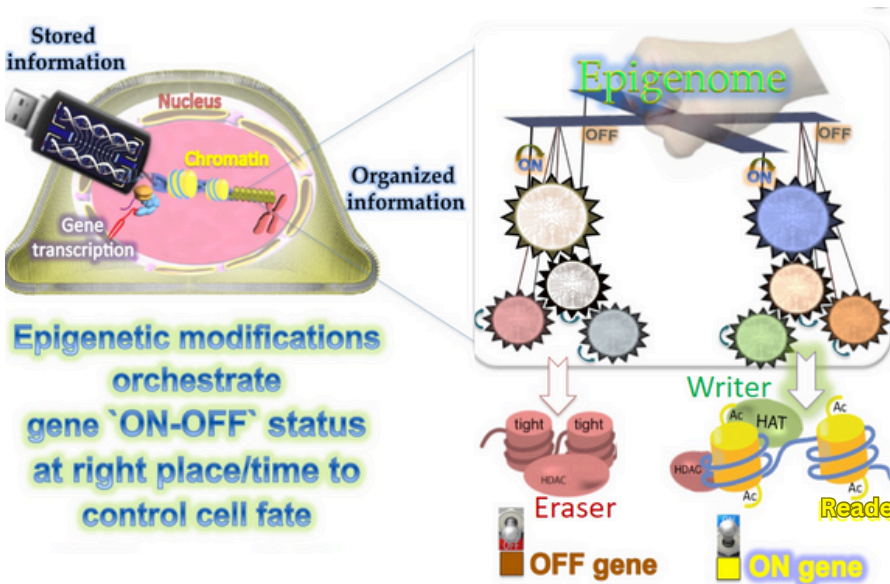 Stored
information
Nucleus
Chromatin
Gene
transcription
Organized
information
Epigenome
OFF
OFF
ON
ON
Epigenetic modifications
orchestrate
gene `ON-OFF` status
at right place/time to
control cell fate
Writer
tight tight
HDAC
Eraser
OFF
OFF gene
Ac
HAT
Ac
HDAC
Ac
Ac
Reade
ON
ON gene